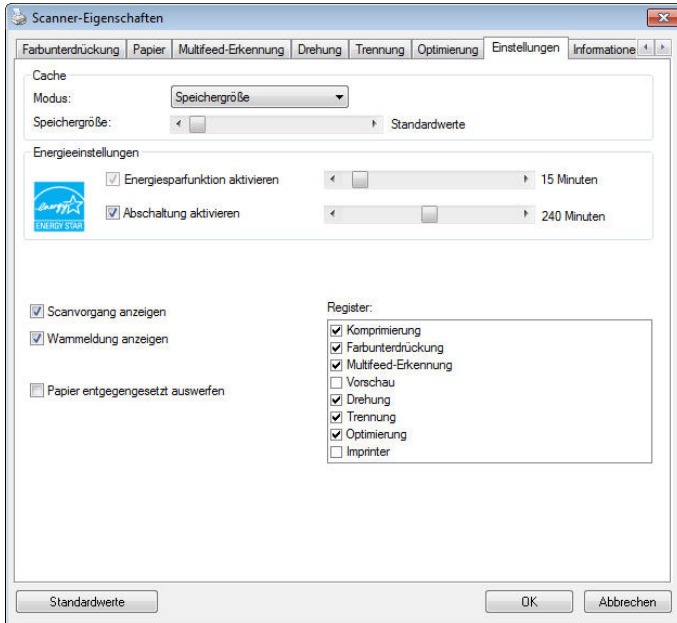 Scanner-Eigenschaften
Farbunterdrückung Papier Multifeed-Erkennung Drehung Trennung Optimierung Einstellungen Informatione
Cache
Modus: Speichergröße
Speichergröße: Standardwerte
Energieeinstellungen
Energiesparfunktion aktivieren 15 Minuten
energy
ENERGY STAR
Abschaltung aktivieren 240 Minuten
Scanvorgang anzeigen
Warnmeldung anzeigen
Papier entgegengesetzt auswerfen
Register:
Komprimierung
Farbunterdrückung
Multifeed-Erkennung
Vorschau
Drehung
Trennung
Optimierung
Imprinter
Standardwerte OK Abbrechen